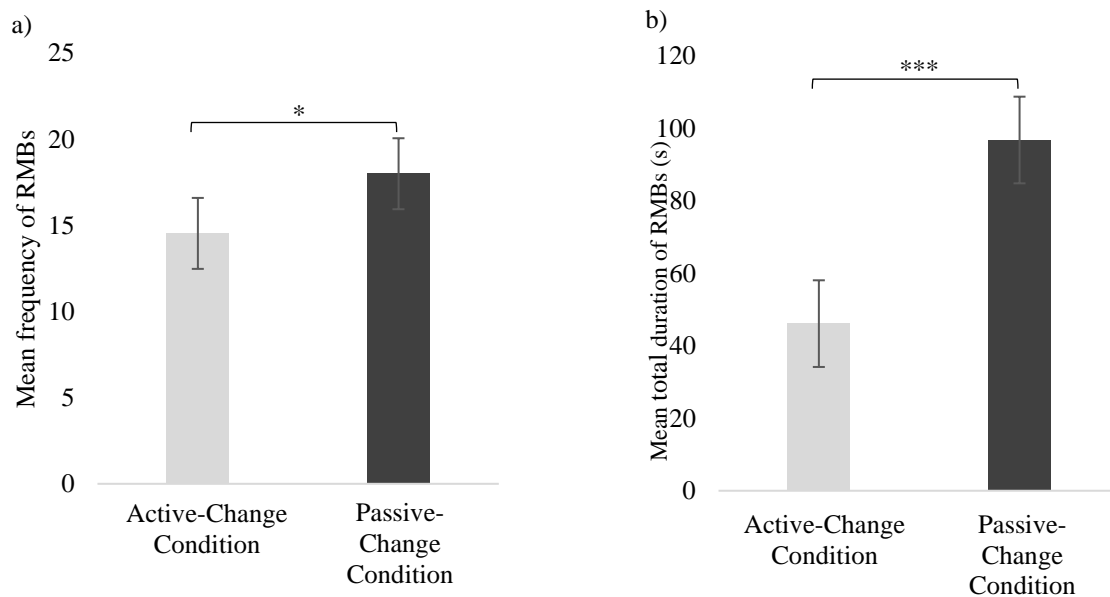 a)
25
20
15
10
5
0
Mean frequency of RMBs
*
Active-Change
Condition
Passive-
Change
Condition
b)
120
100
80
60
40
20
0
Mean total duration of RMBs (s)
***
Active-Change
Condition
Passive-
Change
Condition